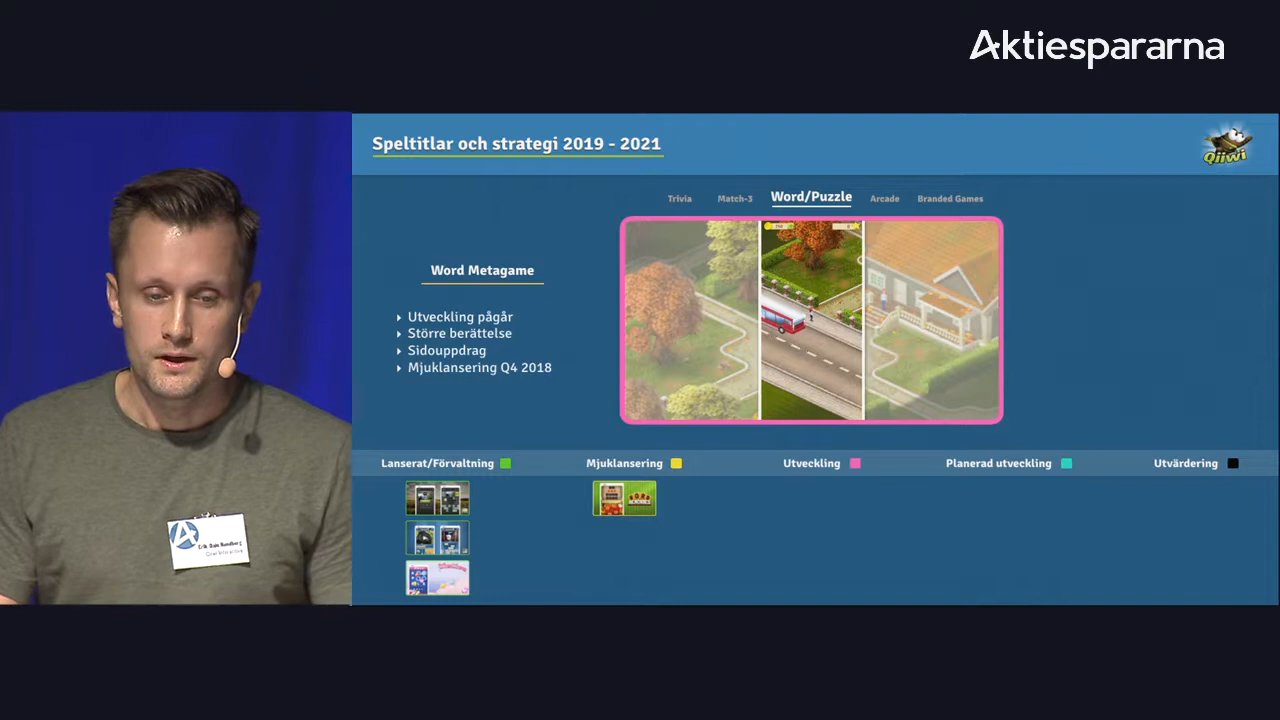 Aktiespararna
Speltitlar och strategi 2019 - 2021
Qiiwi
Trivia Match-3 Word/Puzzle Arcade Branded Games
Word Metagame
Utveckling pågår
Större berättelse
Sidouppdrag
Mjuklansering Q4 2018
Lanserat/Förvaltning Mjuklansering Utveckling Planerad utveckling Utvärdering